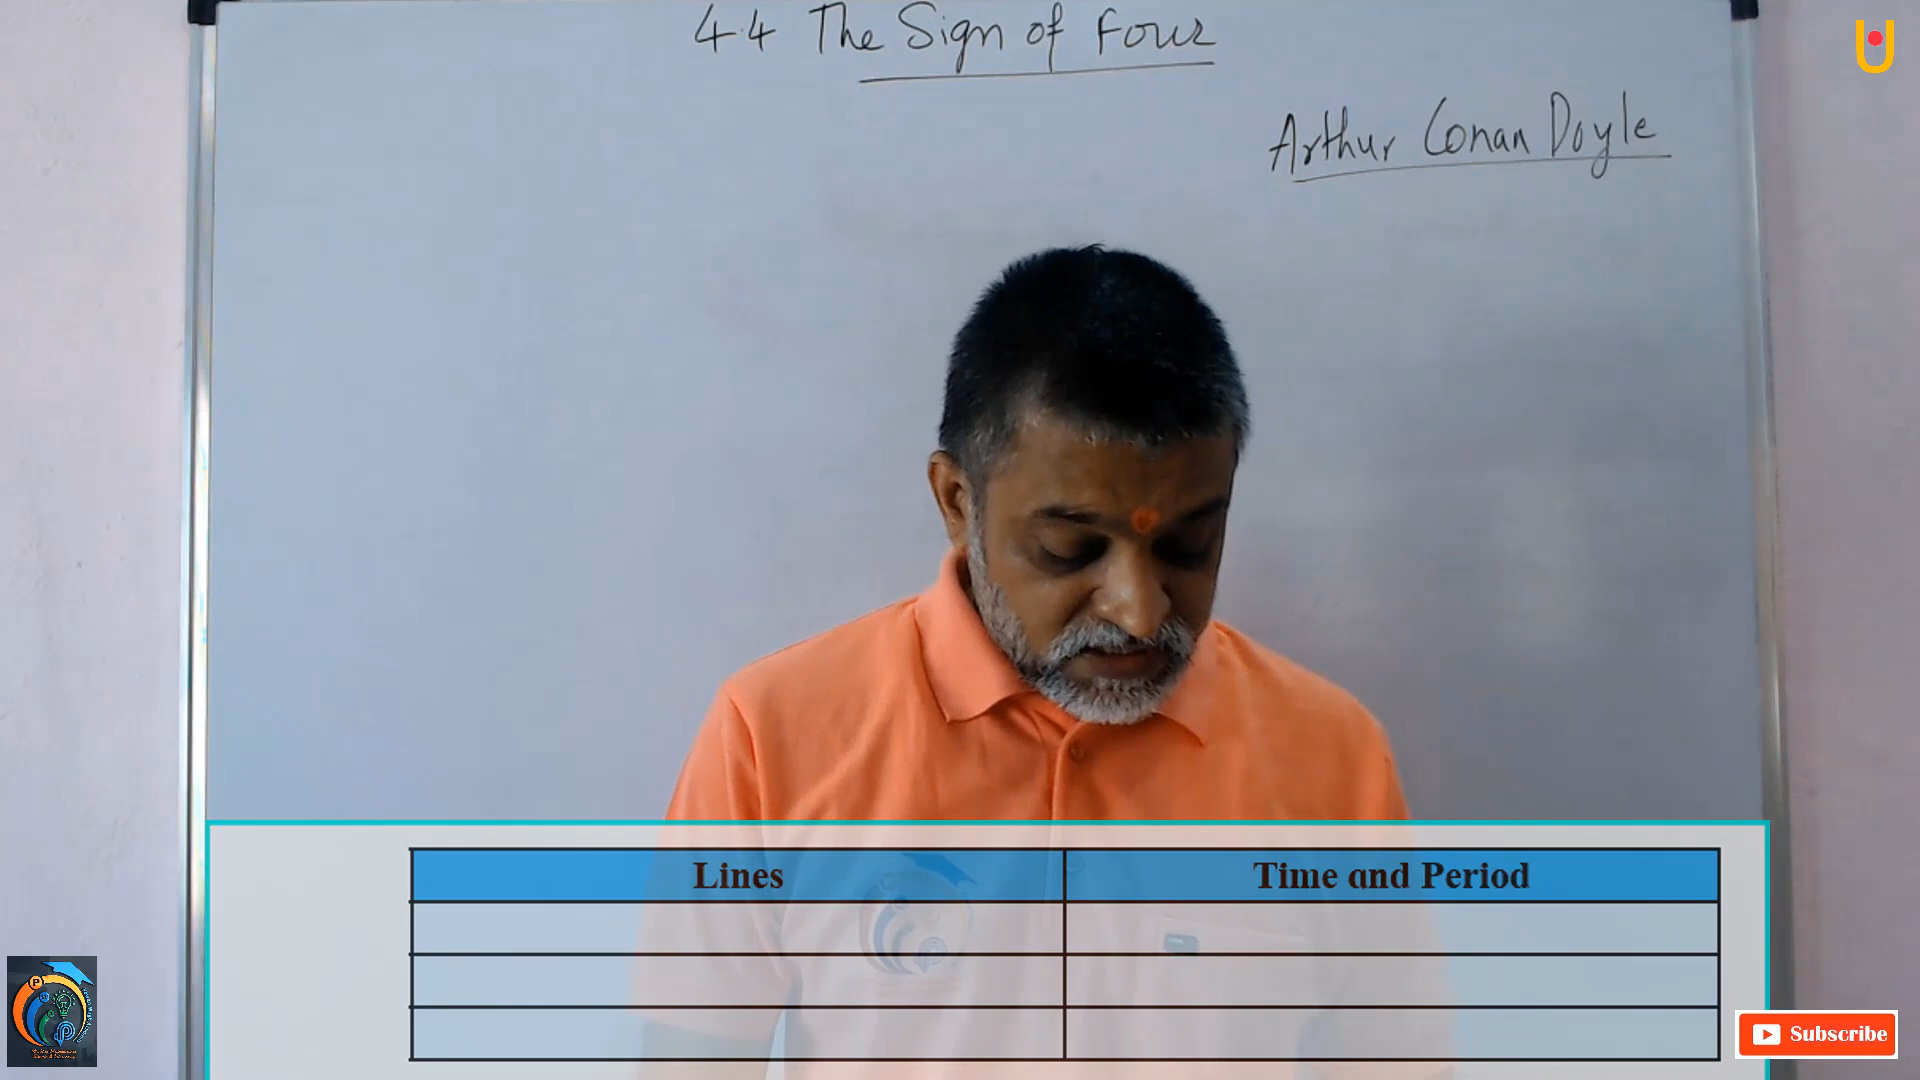 4.4 The Sign of Four
Arthur Conan Doyle
Lines
Time and Period
Subscribe